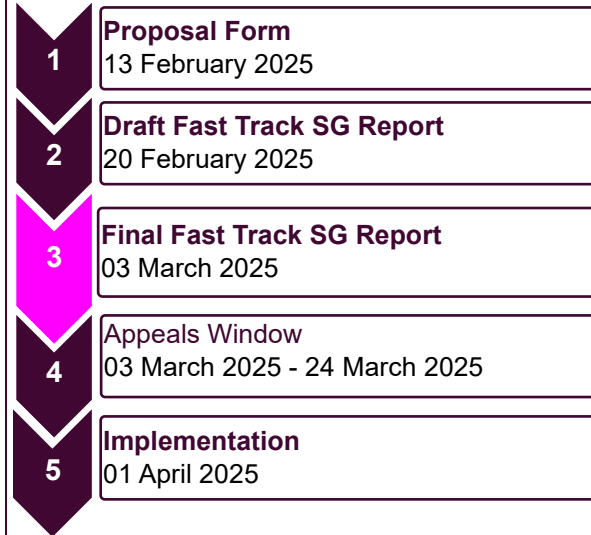 1
Proposal Form
13 February 2025
2
Draft Fast Track SG Report
20 February 2025
3
Final Fast Track SG Report
03 March 2025
4
Appeals Window
03 March 2025 - 24 March 2025
5
Implementation
01 April 2025